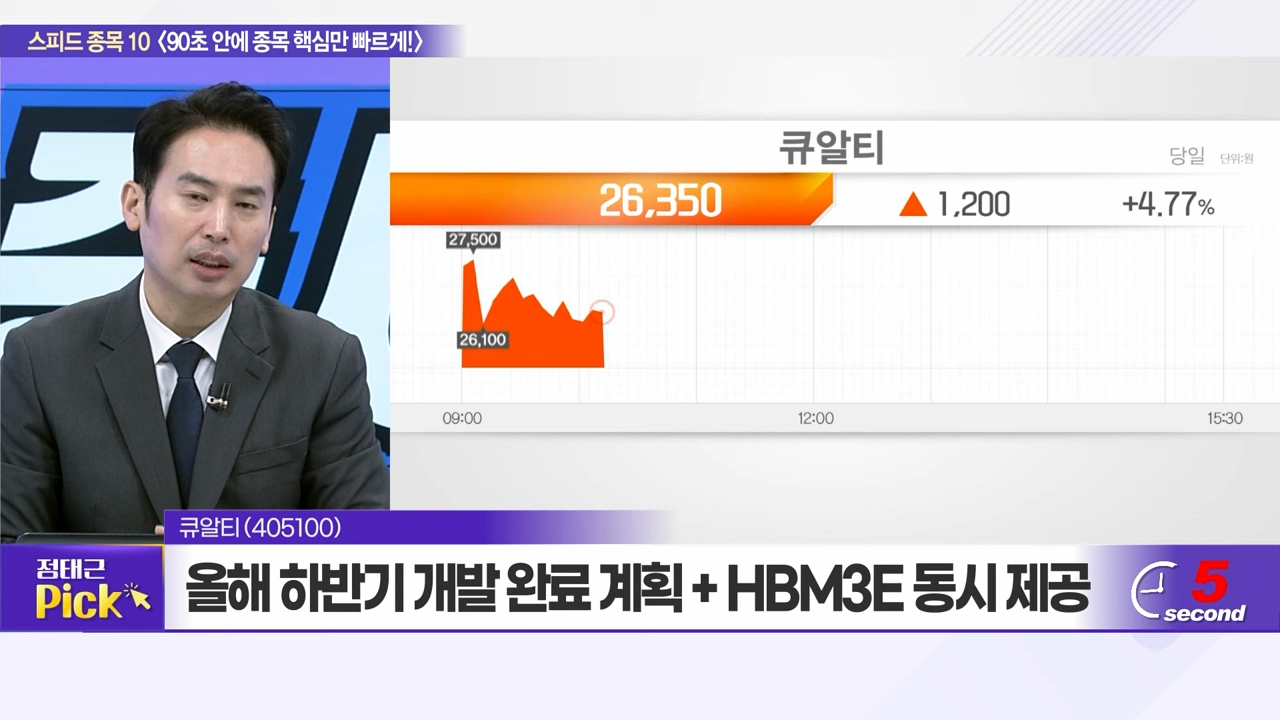 스피드 종목 10 <90초 안에 종목 핵심만 빠르게!>
큐알티
당일 단위:원
26,350 ▲ 1,200 +4.77%
27,500
26,100
09:00 12:00 15:30
큐알티(405100)
정태근
Pick
올해 하반기 개발 완료 계획 + HBM3E 동시 제공
5
second